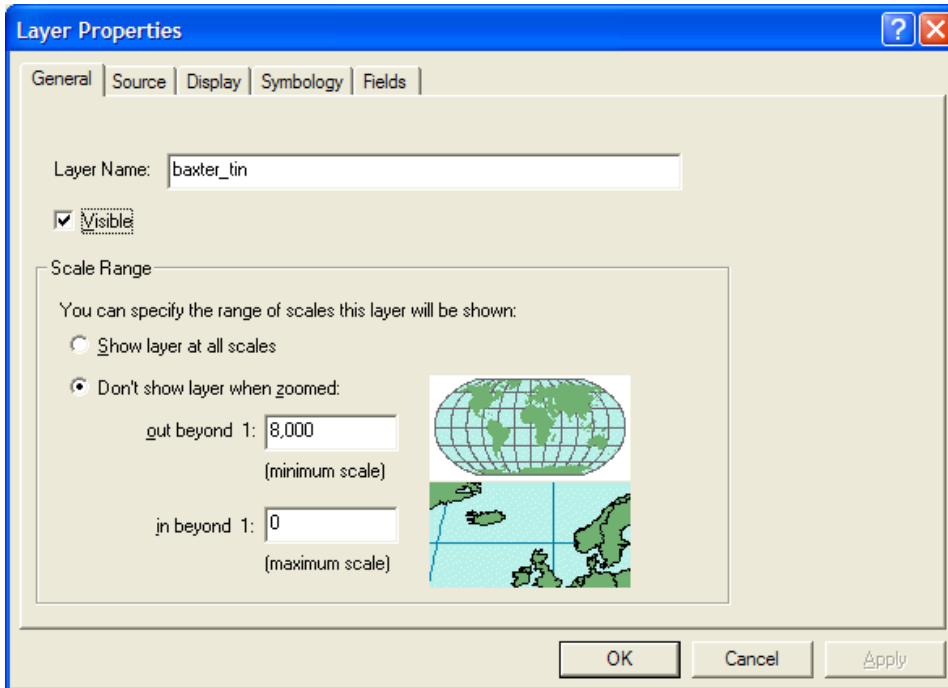 Layer Properties
General Source Display Symbology Fields
Layer Name: baxter_tin
Visible
Scale Range
You can specify the range of scales this layer will be shown:
Show layer at all scales
Don't show layer when zoomed:
out beyond 1: 8,000
(minimum scale)
in beyond 1: 0
(maximum scale)
OK Cancel Apply